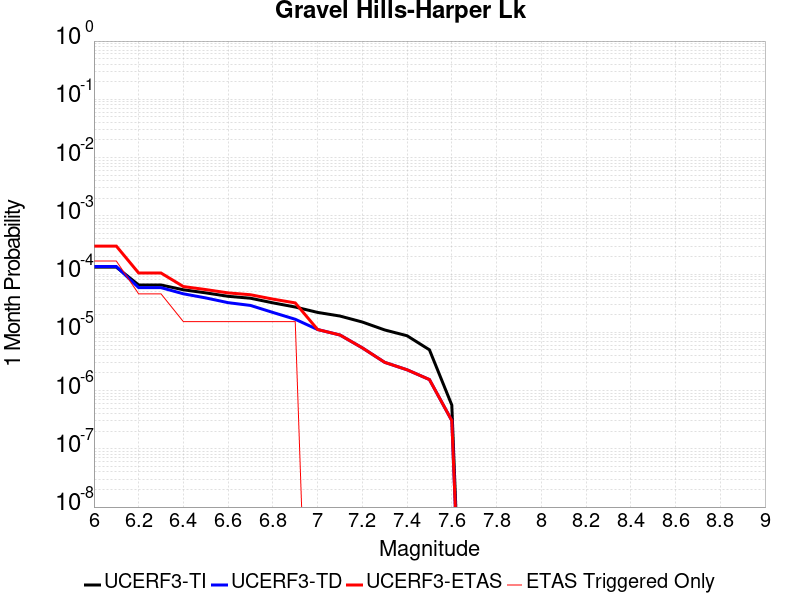 Gravel Hills-Harper Lk
10^0
10^-1
10^-2
10^-3
10^-4
10^-5
10^-6
10^-7
10^-8
1 Month Probability
6 6.2 6.4 6.6 6.8 7 7.2 7.4 7.6 7.8 8 8.2 8.4 8.6 8.8 9
Magnitude
UCERF3-TI UCERF3-TD UCERF3-ETAS ETAS Triggered Only